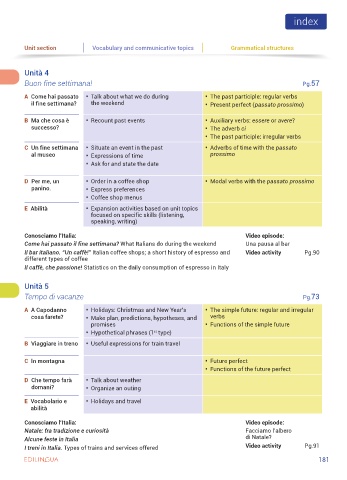 index
Unit section Vocabulary and communicative topics Grammatical structures
Unità 4
Buon fine settimana! Pg.57
A Come hai passato • Talk about what we do during • The past participle: regular verbs
il fine settimana? the weekend • Present perfect (passato prossimo)
B Ma che cosa è • Recount past events • Auxiliary verbs: essere or avere?
successo? • The adverb ci
• The past participle: irregular verbs
C Un fine settimana • Situate an event in the past • Adverbs of time with the passato
al museo • Expressions of time prossimo
• Ask for and state the date
D Per me, un • Order in a coffee shop • Modal verbs with the passato prossimo
panino. • Express preferences
• Coffee shop menus
E Abilità • Expansion activities based on unit topics
focused on specific skills (listening,
speaking, writing)
Conosciamo l'Italia: Video episode:
Come hai passato il fine settimana? What Italians do during the weekend Una pausa al bar
Il bar italiano. "Un caffè!" Italian coffee shops; a short history of espresso and Video activity Pg.90
different types of coffee
Il caffè, che passione! Statistics on the daily consumption of espresso in Italy
Unità 5
Tempo di vacanze Pg.73
A A Capodanno • Holidays: Christmas and New Year's • The simple future: regular and irregular
cosa farete? • Make plan, predictions, hypotheses, and verbs
promises • Functions of the simple future
• Hypothetical phrases (1st type)
B Viaggiare in treno • Useful expressions for train travel
C In montagna • Future perfect
• Functions of the future perfect
D Che tempo farà • Talk about weather
domani? • Organize an outing
E Vocabolario e • Holidays and travel
abilità
Conosciamo l'Italia: Video episode:
Natale: fra tradizione e curiosità Facciamo l'albero
Alcune feste in Italia di Natale?
I treni in Italia. Types of trains and services offered Video activity Pg.91
EDILINGUA 181